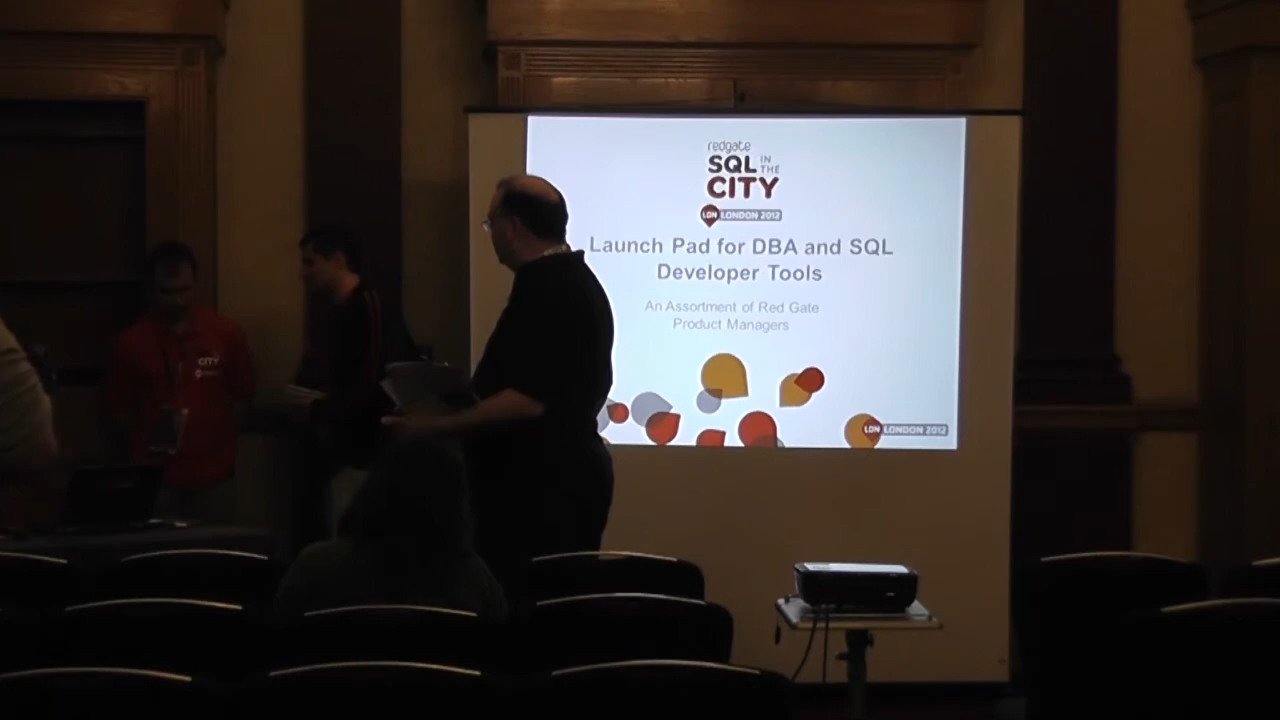 redgate
SQL IN THE
CITY
LDN LONDON 2012
Launch Pad for DBA and SQL
Developer Tools
An Assortment of Red Gate
Product Managers
LDN LONDON 2012
CITY